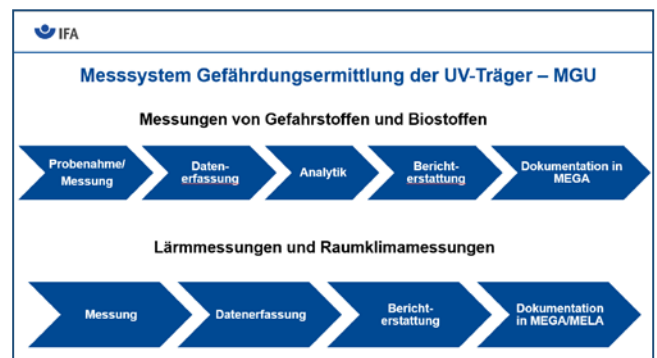 IFA
Messsystem Gefährdungsermittlung der UV-Träger – MGU
Messungen von Gefahrstoffen und Biostoffen
Probenahme/
Messung
Daten-
erfassung
Analytik
Bericht-
erstattung
Dokumentation in
MEGA
Lärmmessungen und Raumklimamessungen
Messung
Datenerfassung
Bericht-
erstattung
Dokumentation
in MEGA/MELA